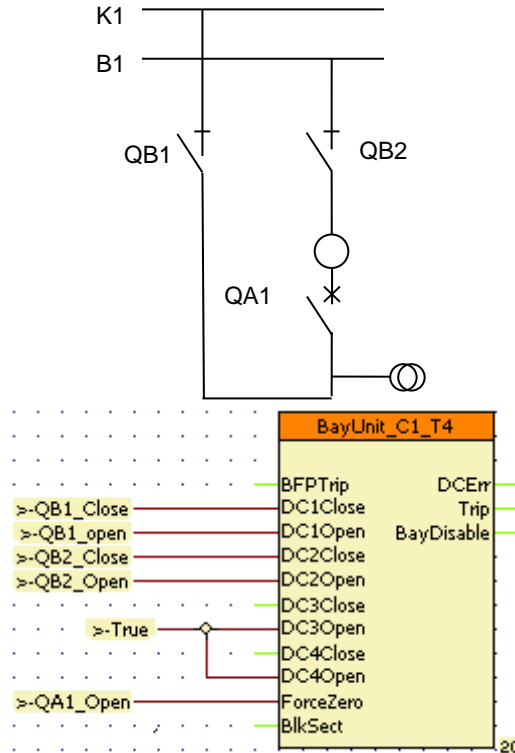 K1
B1
QB1
QB2
QA1
BayUnit_C1_T4
BFPTrip DCErr
>-QB1_Close DC1Close Trip
>-QB1_open DC1Open BayDisable
>-QB2_Close DC2Close
>-QB2_Open DC2Open
DC3Close
>-True DC3Open
DC4Close
DC4Open
>-QA1_Open ForceZero
BlkSect
20